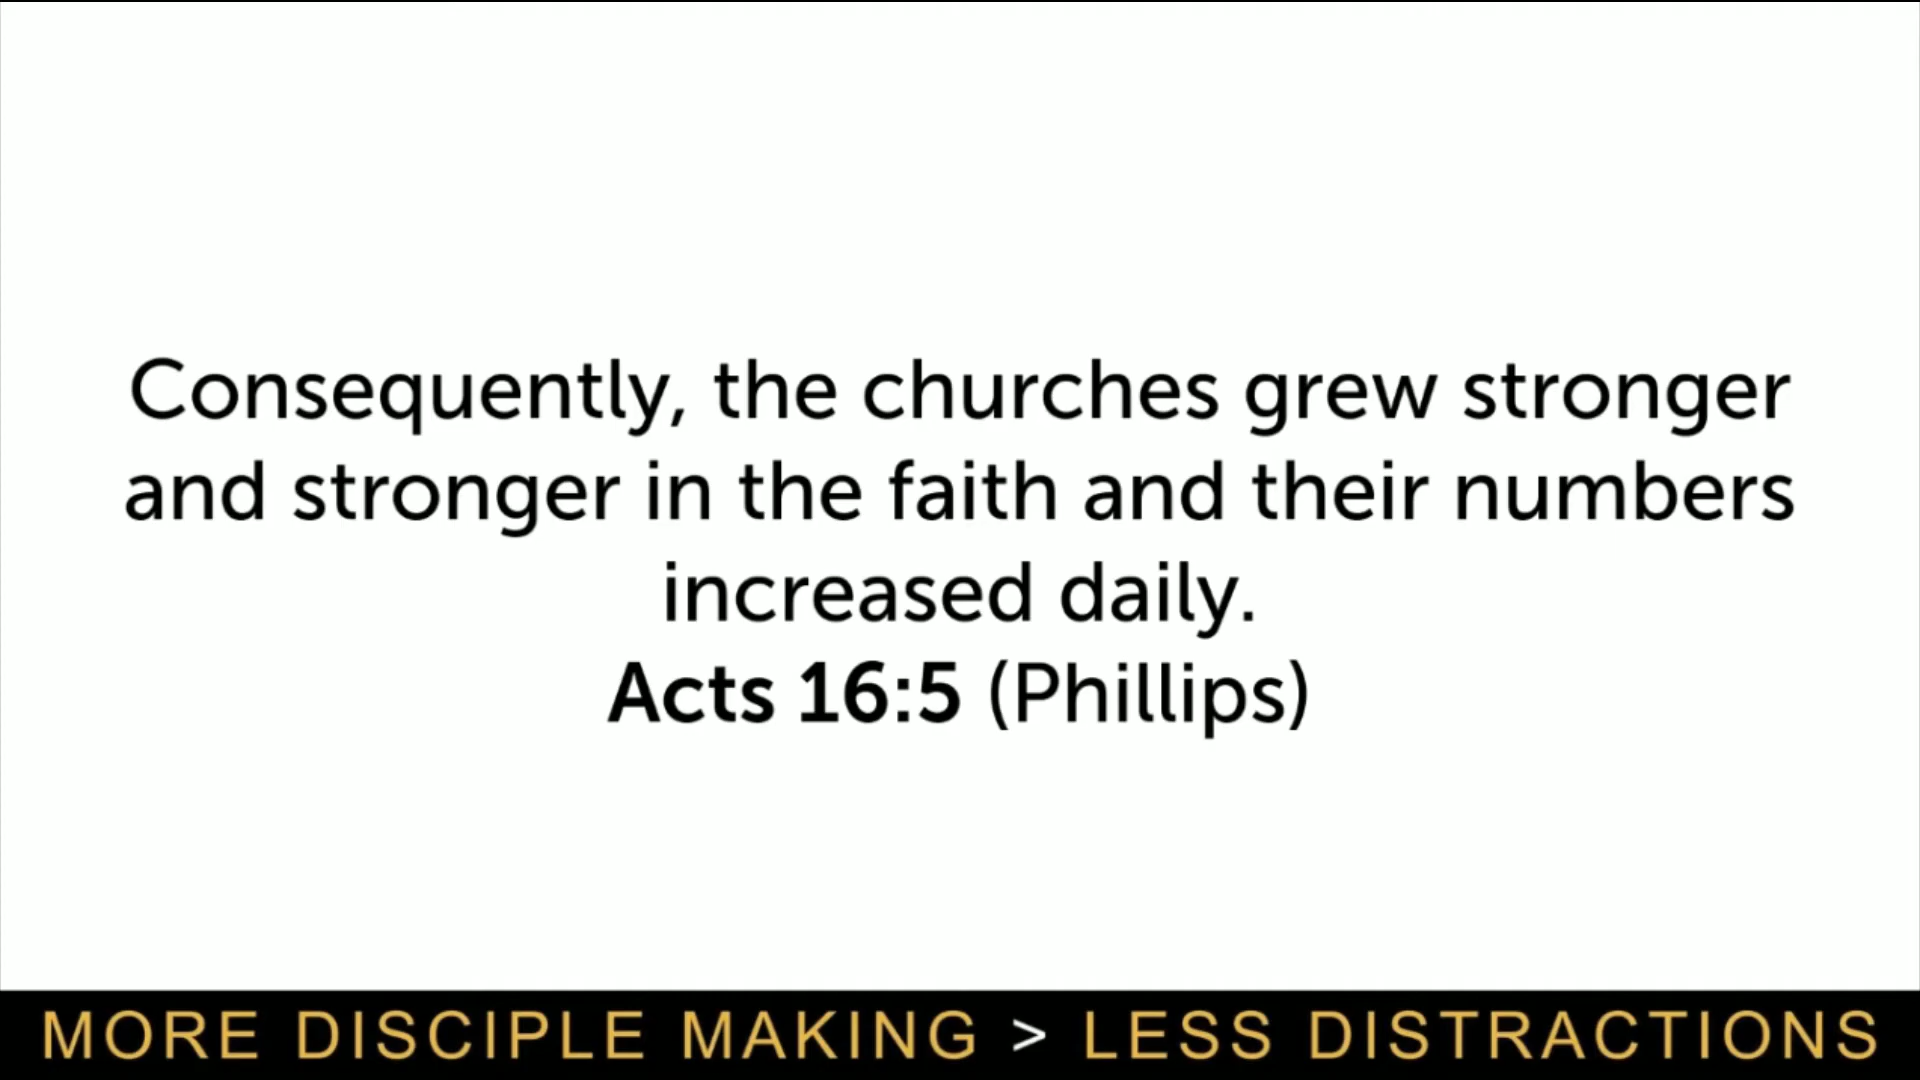 Consequently, the churches grew stronger
and stronger in the faith and their numbers
increased daily.
Acts 16:5 (Phillips)
MORE DISCIPLE MAKING > LESS DISTRACTIONS